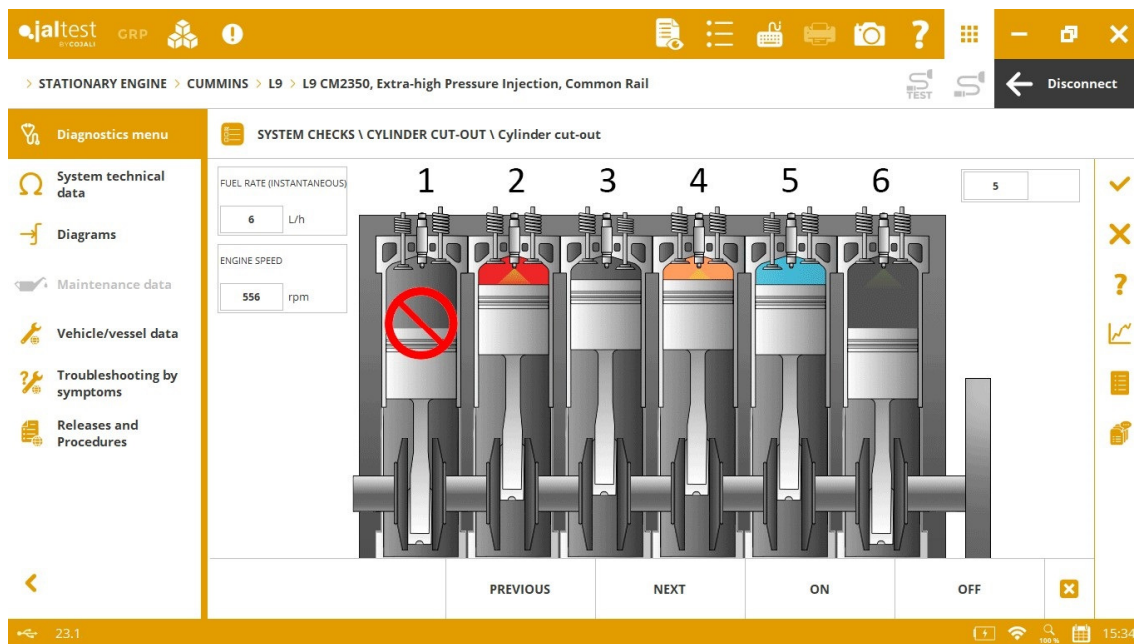 jaltest GRP
BY COJALI
> STATIONARY ENGINE > CUMMINS > L9 > L9 CM2350, Extra-high Pressure Injection, Common Rail
TEST
Disconnect
Diagnostics menu
System technical
data
Diagrams
Maintenance data
Vehicle/vessel data
Troubleshooting by
symptoms
Releases and
Procedures
SYSTEM CHECKS \ CYLINDER CUT-OUT \ Cylinder cut-out
FUEL RATE (INSTANTANEOUS)
6 L/h
ENGINE SPEED
556 rpm
1 2 3 4 5 6
5
?
?
PREVIOUS NEXT ON OFF
23.1
100 %
15:34